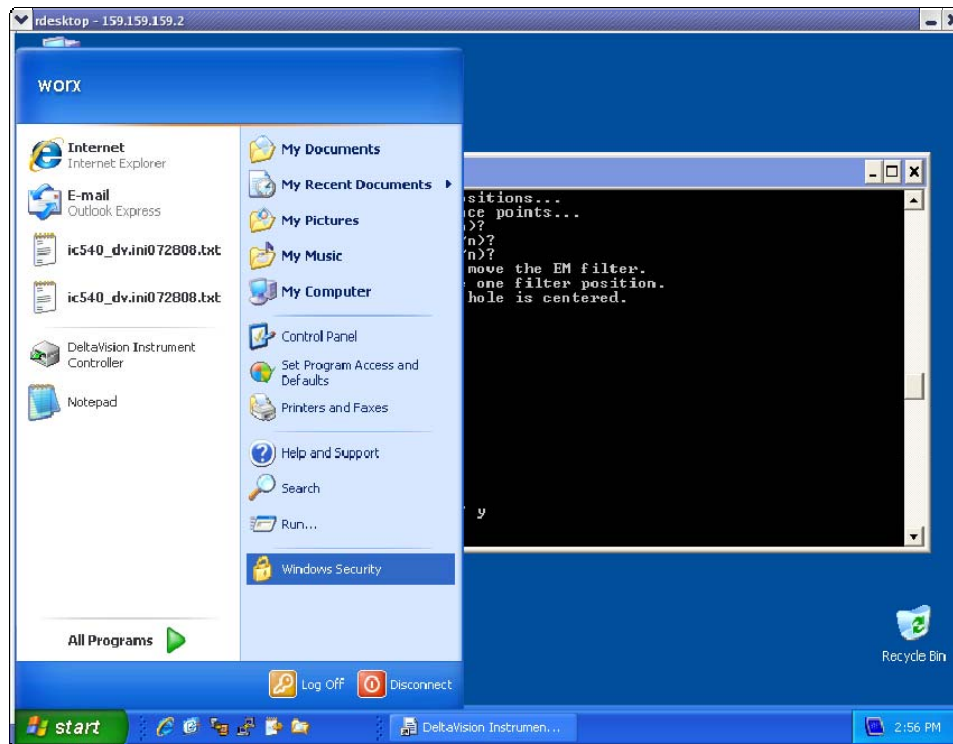 rdesktop - 159.159.159.2
worx
Internet
Internet Explorer
E-mail
Outlook Express
ic540_dv.ini072808.txt
ic540_dv.ini072808.txt
DeltaVision Instrument
Controller
Notepad
All Programs
My Documents
My Recent Documents
My Pictures
My Music
My Computer
Control Panel
Set Program Access and
Defaults
Printers and Faxes
Help and Support
Search
Run...
Windows Security
Log Off
Disconnect
sitions...
ce points...
)?
/n)?
/n)?
move the EM filter.
one filter position.
hole is centered.
y
Recycle Bin
start
DeltaVision Instrumen...
2:56 PM